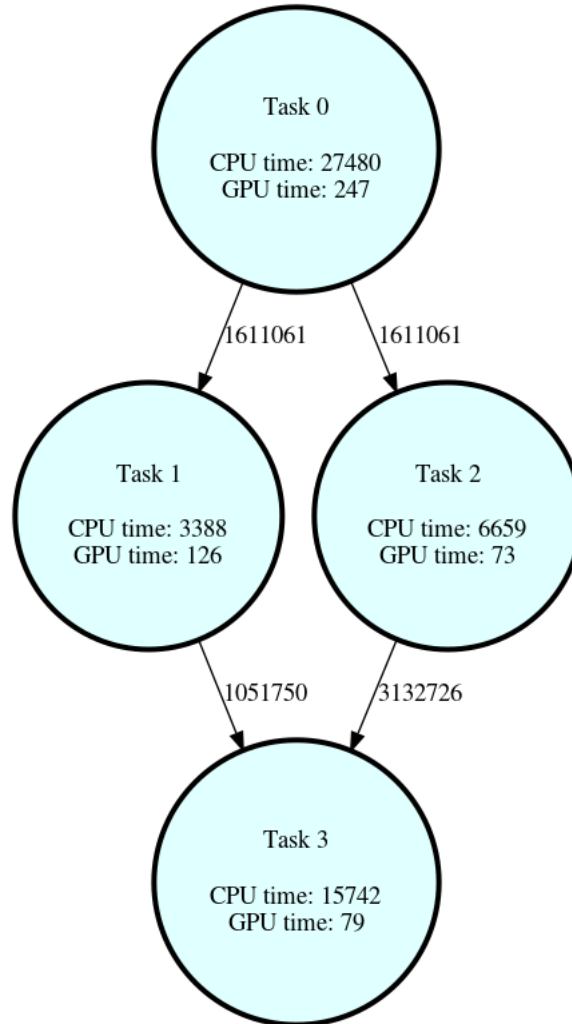 Task 0
CPU time: 27480
GPU time: 247
1611061
1611061
Task 1
CPU time: 3388
GPU time: 126
Task 2
CPU time: 6659
GPU time: 73
1051750
3132726
Task 3
CPU time: 15742
GPU time: 79